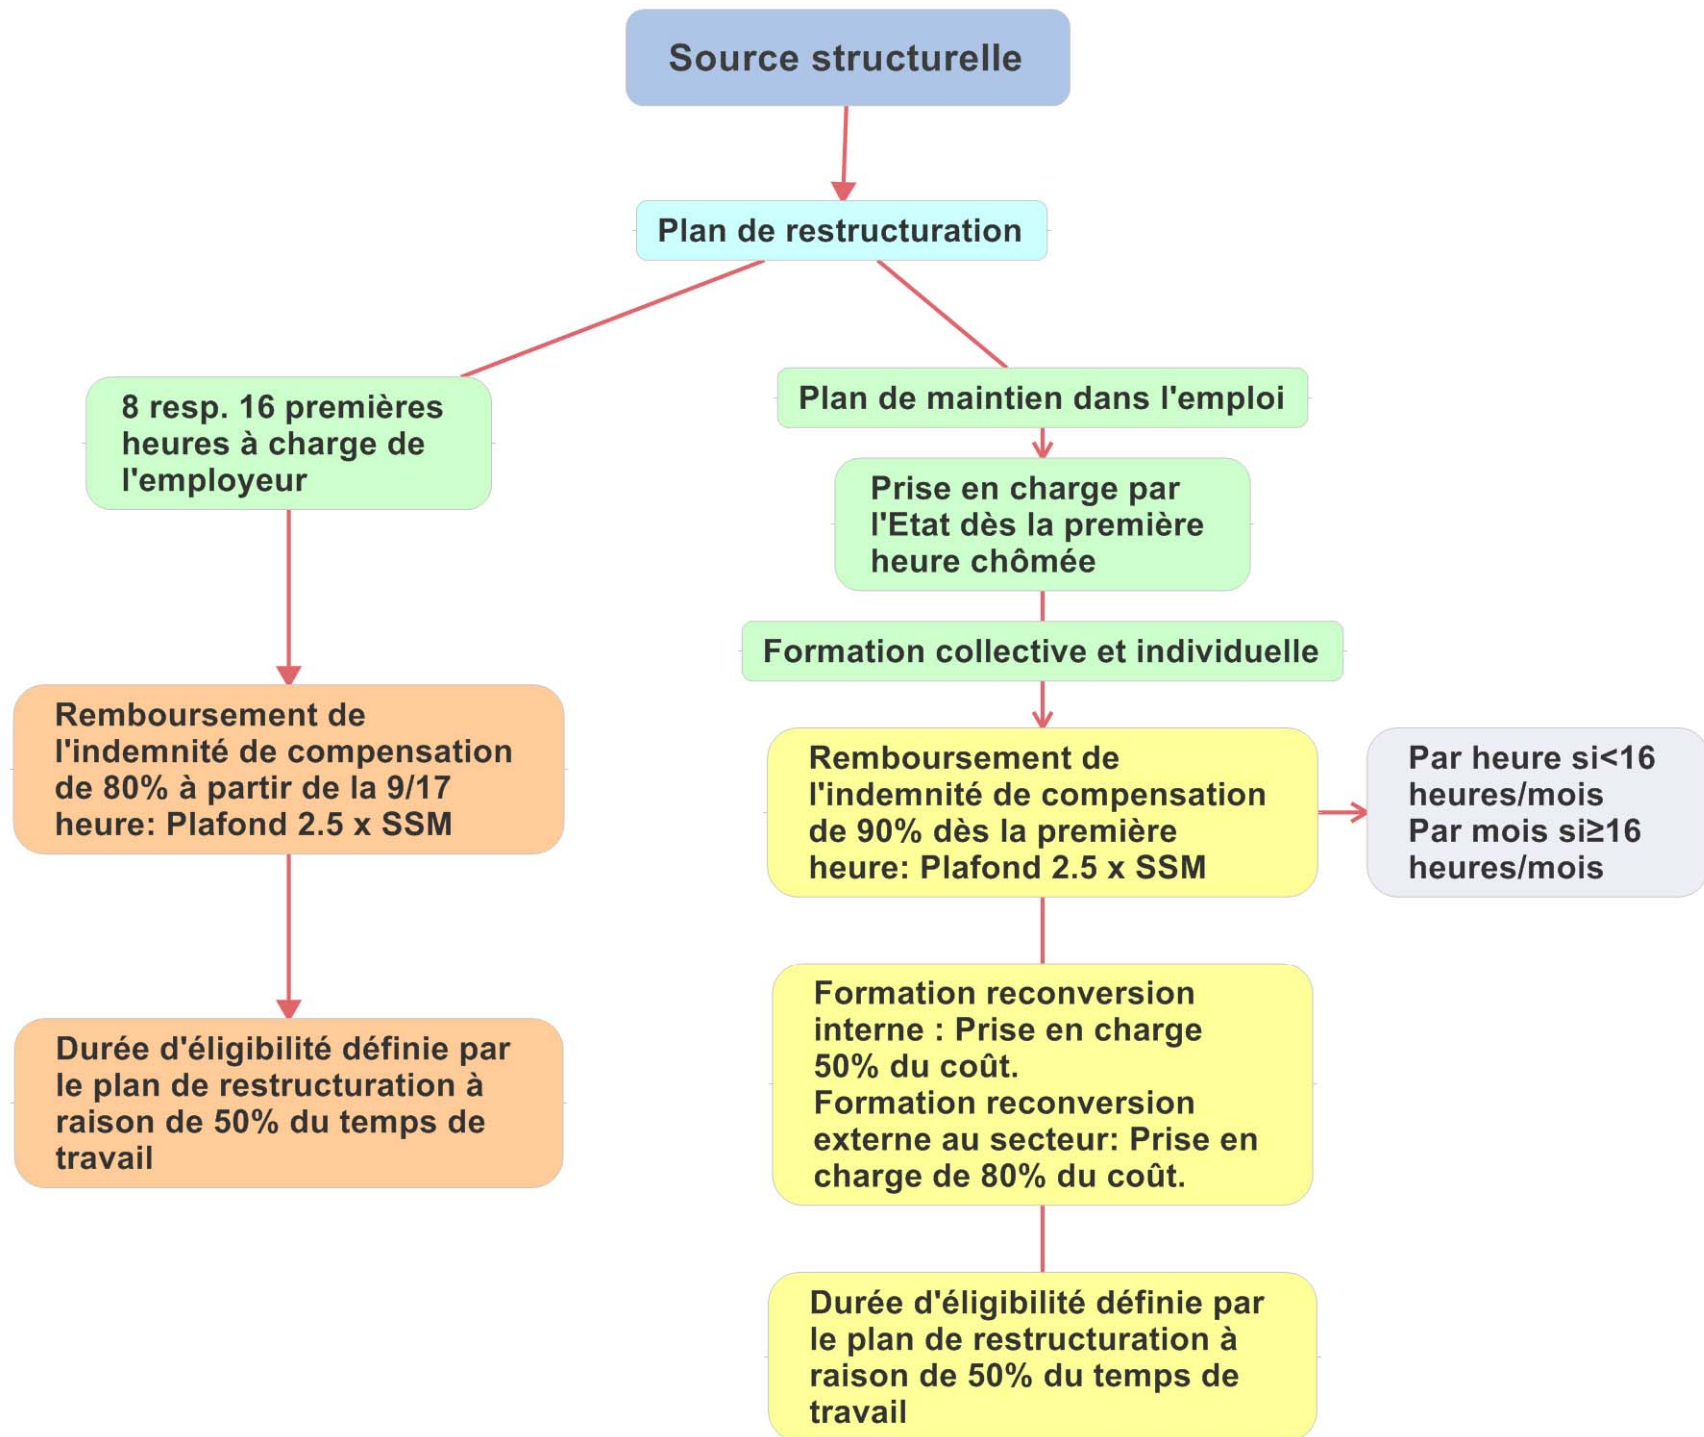 Source structurelle
Plan de restructuration
8 resp. 16 premières
heures à charge de
l'employeur
Remboursement de
l'indemnité de compensation
de 80% à partir de la 9/17
heure: Plafond 2.5 x SSM
Durée d'éligibilité définie par
le plan de restructuration à
raison de 50% du temps de
travail
Plan de maintien dans l'emploi
Prise en charge par
l'Etat dès la première
heure chômée
Formation collective et individuelle
Remboursement de
l'indemnité de compensation
de 90% dès la première
heure: Plafond 2.5 x SSM
Par heure si<16
heures/mois
Par mois si≥16
heures/mois
Formation reconversion
interne : Prise en charge
50% du coût.
Formation reconversion
externe au secteur: Prise en
charge de 80% du coût.
Durée d'éligibilité définie par
le plan de restructuration à
raison de 50% du temps de
travail